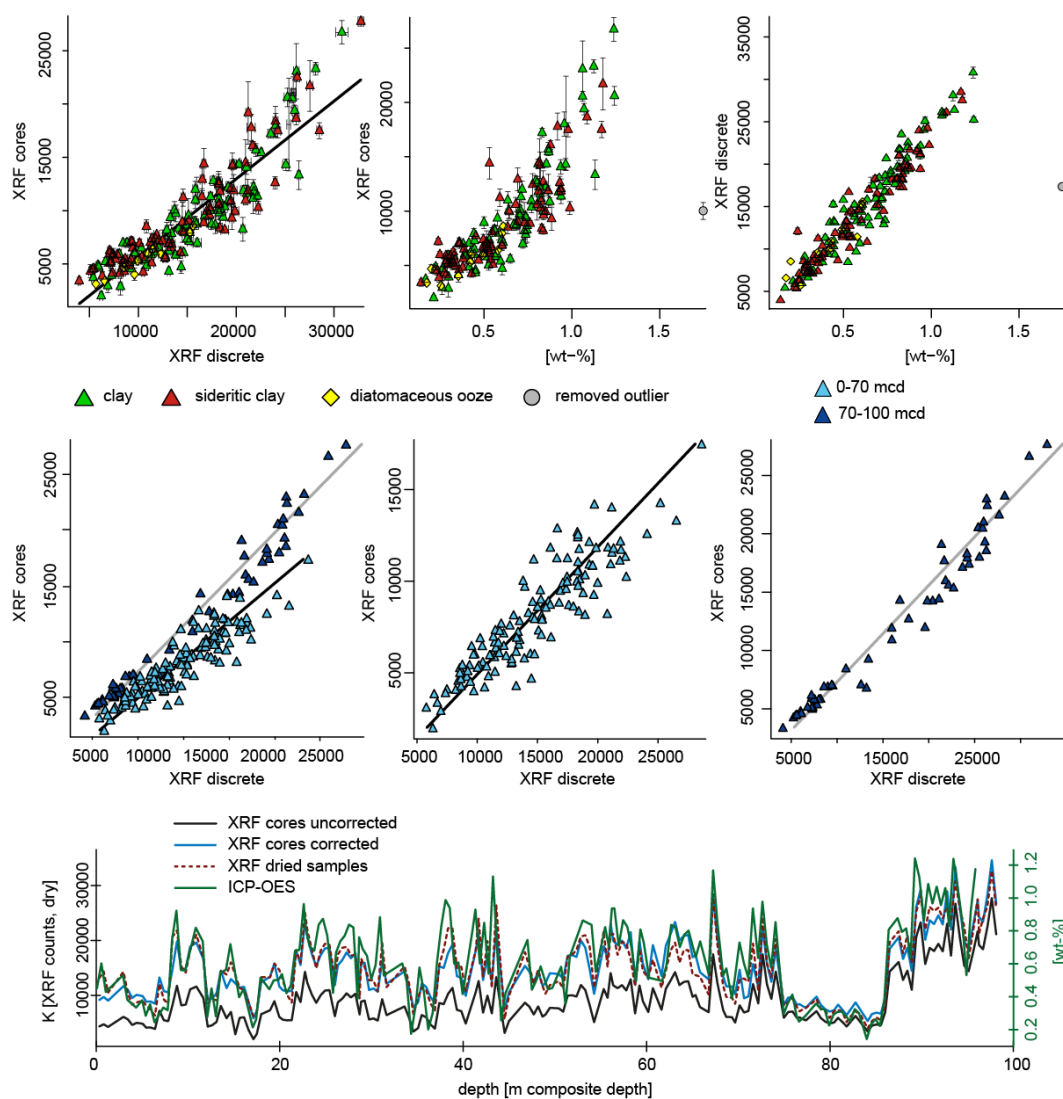 XRF cores
25000
15000
5000
10000 20000 30000
XRF discrete
XRF cores
20000
10000
0.5 1.0 1.5
[wt-%]
XRF discrete
35000
25000
15000
5000
0.5 1.0 1.5
[wt-%]
clay
sideritic clay
diatomaceous ooze
removed outlier
0-70 mcd
70-100 mcd
XRF cores
25000
15000
5000
5000 10000 15000 20000 25000
XRF discrete
XRF cores
15000
10000
5000
5000 10000 15000 20000 25000
XRF discrete
XRF cores
25000
20000
15000
10000
5000
5000 15000 25000
XRF discrete
XRF cores uncorrected
XRF cores corrected
XRF dried samples
ICP-OES
K [XRF counts, dry]
30000
20000
10000
1.2
1.0
0.8
0.6
0.4
0.2
[wt-%]
0 20 40 60 80 100
depth [m composite depth]